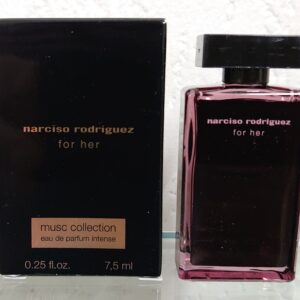 narciso rodriguez
for her
musc collection
eau de parfum intense
0.25 fl.oz. 7,5 ml
narciso rodriguez
for her